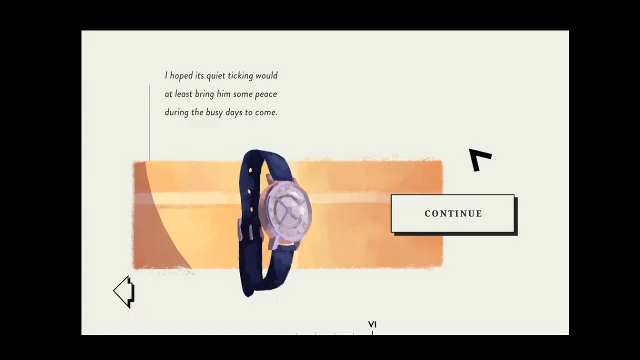 I hoped its quiet ticking would
at least bring him some peace
during the busy days to come.
CONTINUE
VI